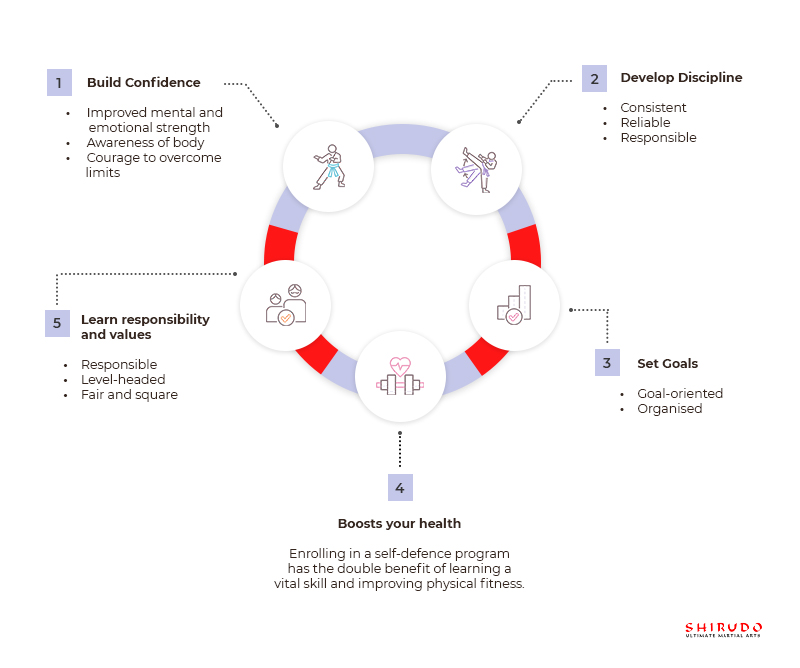 1
Build Confidence
• Improved mental and
emotional strength
• Awareness of body
• Courage to overcome
limits
2
Develop Discipline
• Consistent
• Reliable
• Responsible
3
Set Goals
• Goal-oriented
• Organised
4
Boosts your health
Enrolling in a self-defence program
has the double benefit of learning a
vital skill and improving physical fitness.
5
Learn responsibility
and values
• Responsible
• Level-headed
• Fair and square
SHIRUDO
ULTIMATE MARTIAL ARTS